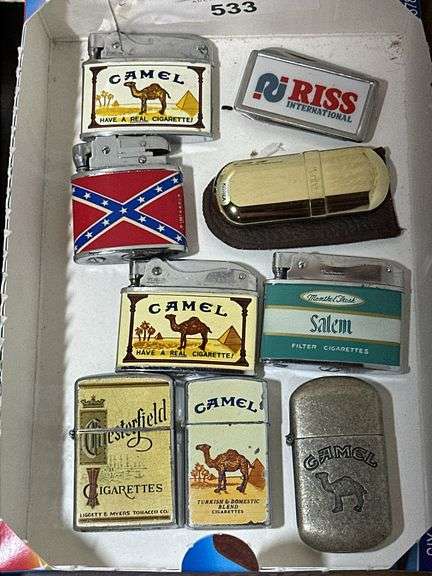 533
CAMEL
HAVE A REAL CIGARETTE!
RISS
INTERNATIONAL
CAMEL
HAVE A REAL CIGARETTE!
Menthol Fresh
Salem
FILTER CIGARETTES
Chesterfield
CIGARETTES
LIGGETT & MYERS TOBACCO CO.
CAMEL
TURKISH & DOMESTIC
BLEND
CIGARETTES
CAMEL